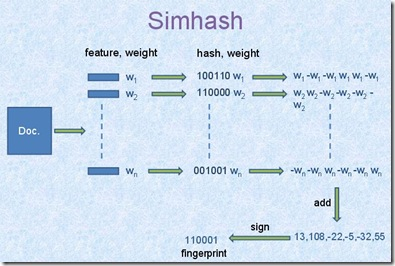 Simhash
feature, weight
hash, weight
Doc.
w1
100110 w1
w1 -w1 -w1 w1 w1 -w1
w2
110000 w2
w2 w2 -w2 -w2 -w2 -
w2
wn
001001 wn
-wn -wn wn -wn -wn wn
add
sign
110001
13,108,-22,-5,-32,55
fingerprint